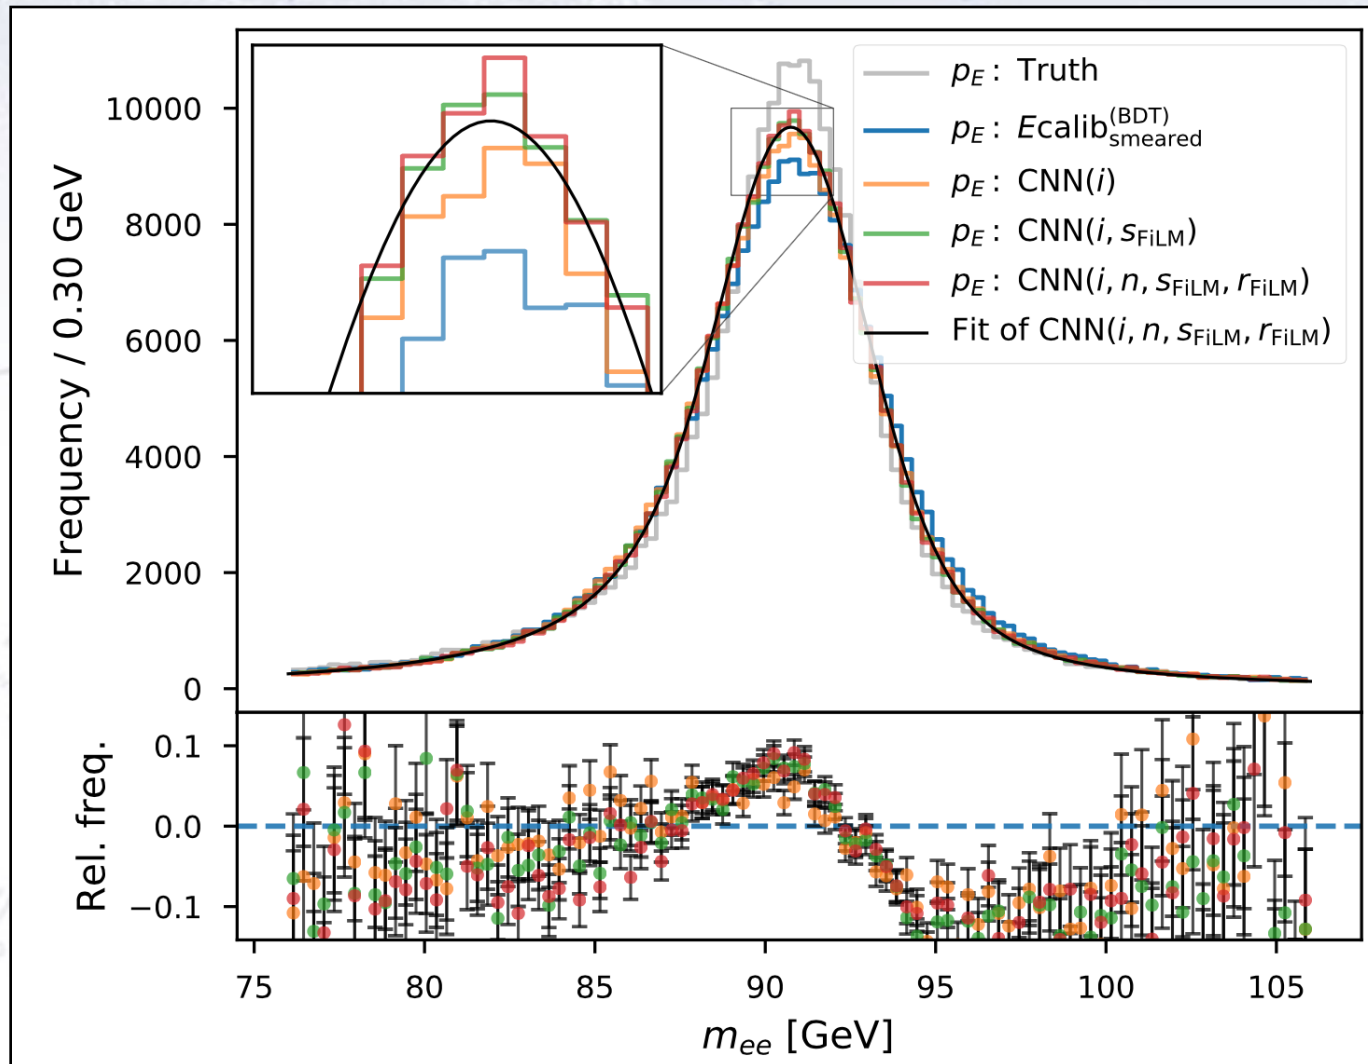 p_E : Truth
p_E : Ecalib_smeared^(BDT)
p_E : CNN(i)
p_E : CNN(i, s_FiLM)
p_E : CNN(i, n, s_FiLM, r_FiLM)
Fit of CNN(i, n, s_FiLM, r_FiLM)
Frequency / 0.30 GeV
10000
8000
6000
4000
2000
0
Rel. freq.
0.1
0.0
−0.1
75 80 85 90 95 100 105
m_ee [GeV]